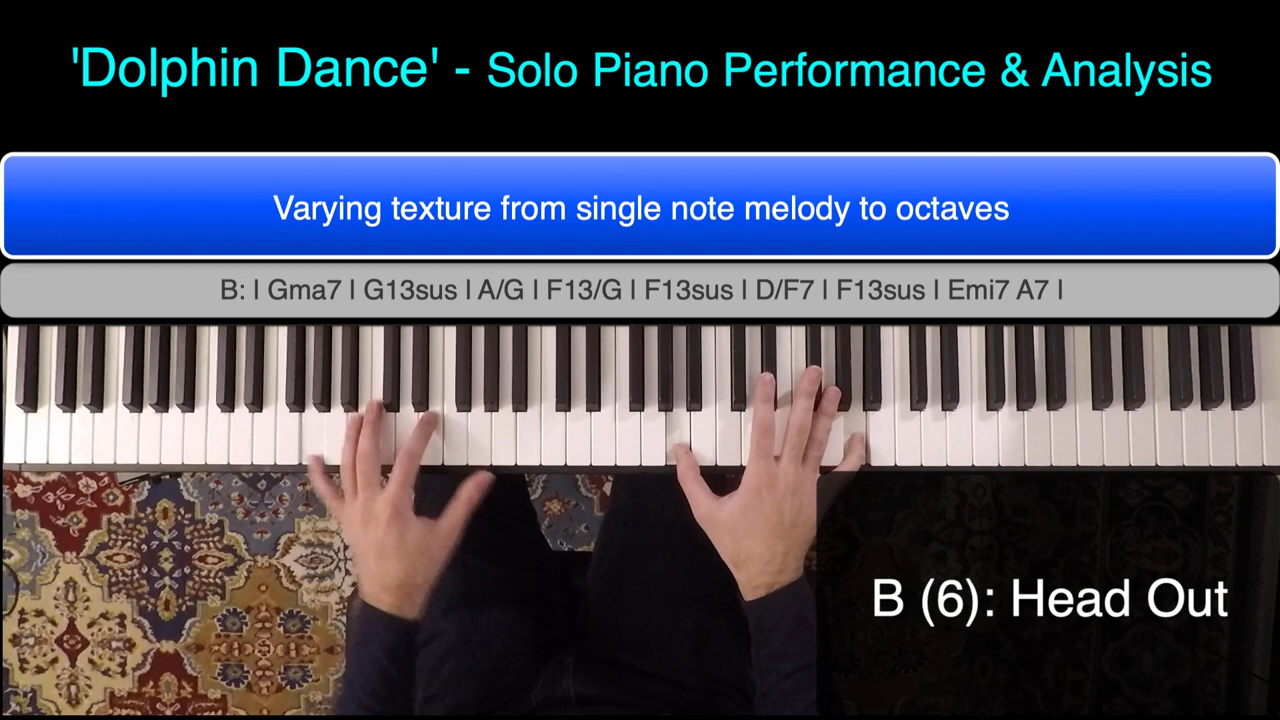 'Dolphin Dance' - Solo Piano Performance & Analysis
Varying texture from single note melody to octaves
B: | Gma7 | G13sus | A/G | F13/G | F13sus | D/F7 | F13sus | Emi7 A7 |
B (6): Head Out